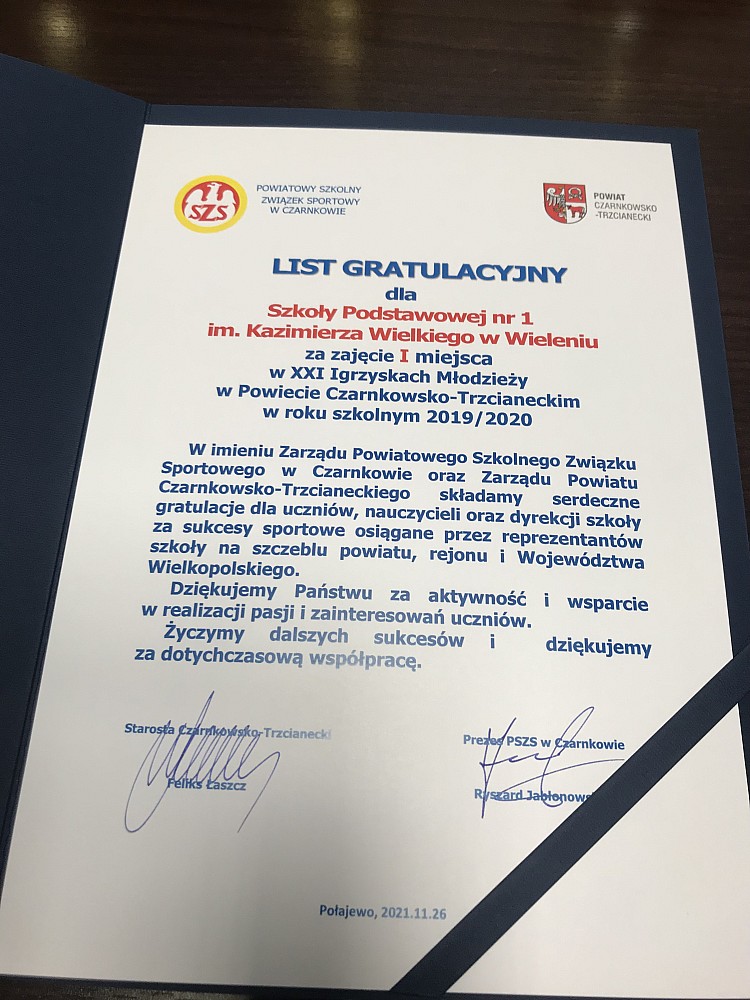 SZS
POWIATOWY SZKOLNY
ZWIĄZEK SPORTOWY
W CZARNKOWIE
POWIAT
CZARNKOWSKO
-TRZCIANECKI
LIST GRATULACYJNY
dla
Szkoły Podstawowej nr 1
im. Kazimierza Wielkiego w Wieleniu
za zajęcie I miejsca
w XXI Igrzyskach Młodzieży
w Powiecie Czarnkowsko-Trzcianeckim
w roku szkolnym 2019/2020
W imieniu Zarządu Powiatowego Szkolnego Związku
Sportowego w Czarnkowie oraz Zarządu Powiatu
Czarnkowsko-Trzcianeckiego składamy serdeczne
gratulacje dla uczniów, nauczycieli oraz dyrekcji szkoły
za sukcesy sportowe osiągane przez reprezentantów
szkoły na szczeblu powiatu, rejonu i Województwa
Wielkopolskiego.
Dziękujemy Państwu za aktywność i wsparcie
w realizacji pasji i zainteresowań uczniów.
Życzymy dalszych sukcesów i dziękujemy
za dotychczasową współpracę.
Starosta Czarnkowsko-Trzcianecki
Feliks Łaszcz
Prezes PSZS w Czarnkowie
Ryszard
Połajewo, 2021.11.26